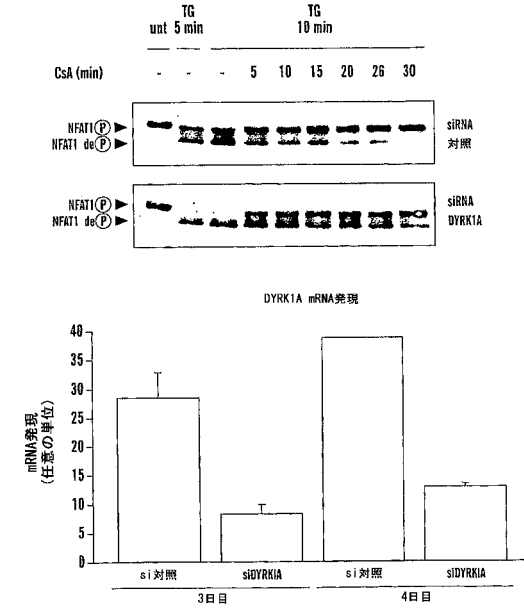 TG TG
unt 5 min 10 min
CsA (min) - - - 5 10 15 20 26 30
NFAT1Ⓟ siRNA
NFAT1 deⓅ 対照
NFAT1Ⓟ siRNA
NFAT1 deⓅ DYRK1A
DYRK1A mRNA発現
mRNA発現
(任意の単位)
40
35
30
25
20
15
10
5
0
si対照 siDYRK1A si対照 siDYRK1A
3日目 4日目